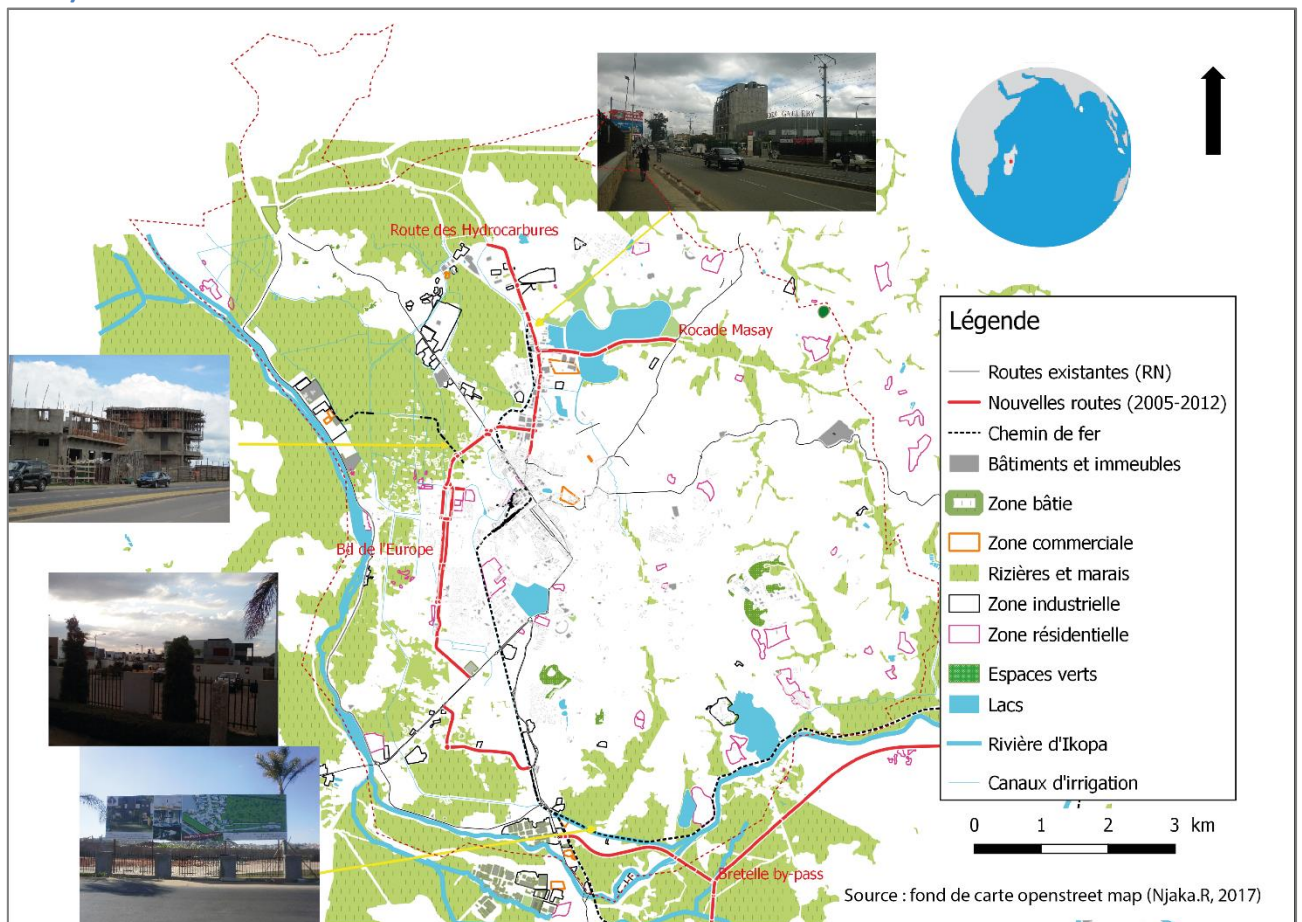 GALLERY
Route des Hydrocarbures
Rocade Masay
Bd de l'Europe
Bretelle by-pass
Légende
Routes existantes (RN)
Nouvelles routes (2005-2012)
Chemin de fer
Bâtiments et immeubles
Zone bâtie
Zone commerciale
Rizières et marais
Zone industrielle
Zone résidentielle
Espaces verts
Lacs
Rivière d'Ikopa
Canaux d'irrigation
0 1 2 3 km
Source : fond de carte openstreet map (Njaka.R, 2017)